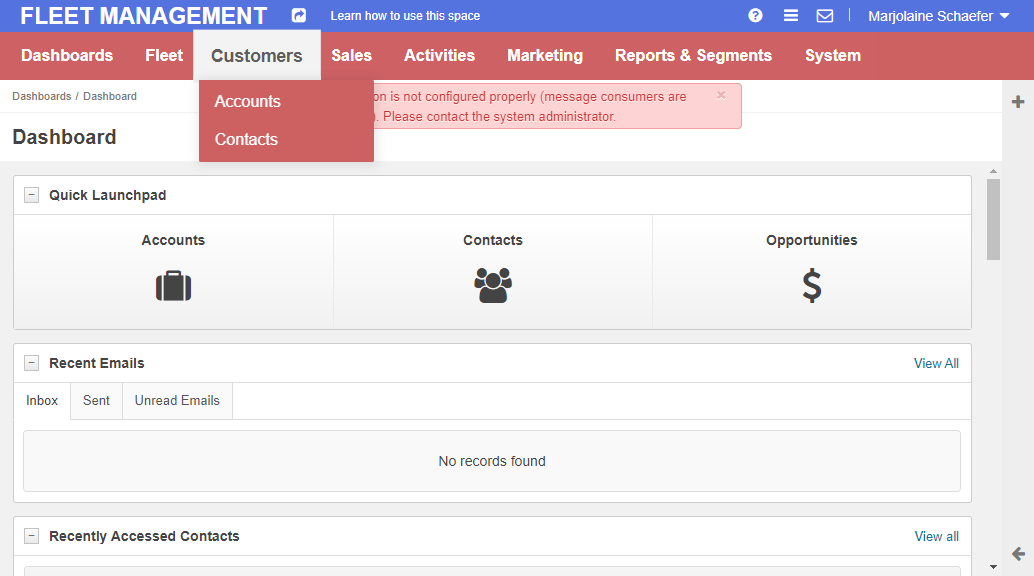 FLEET MANAGEMENT
Learn how to use this space
Marjolaine Schaefer
Dashboards Fleet Customers Sales Activities Marketing Reports & Segments System
Accounts
Contacts
Dashboards / Dashboard
is not configured properly (message consumers are
Please contact the system administrator.
×
Dashboard
Quick Launchpad
Accounts
Contacts
Opportunities
Recent Emails
View All
Inbox
Sent
Unread Emails
No records found
Recently Accessed Contacts
View all